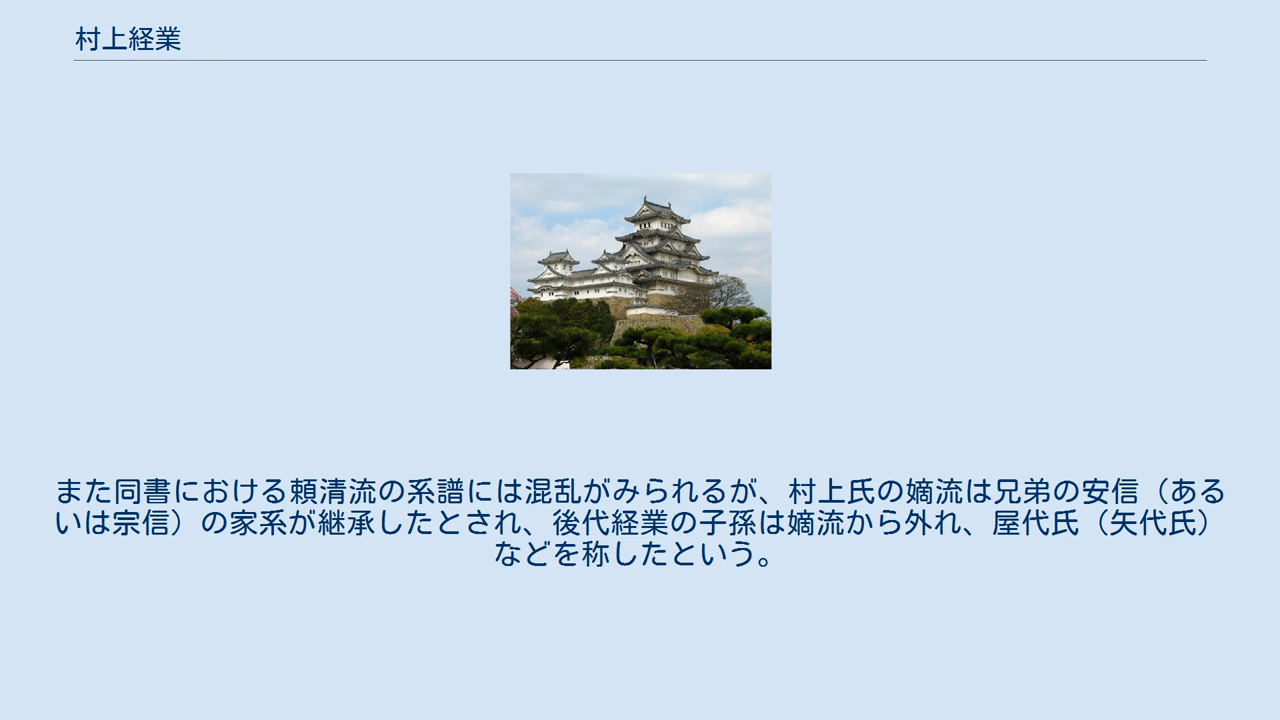 村上経業
また同書における頼清流の系譜には混乱がみられるが、村上氏の嫡流は兄弟の安信（ある
いは宗信）の家系が継承したとされ、後代経業の子孫は嫡流から外れ、屋代氏（矢代氏）
などを称したという。